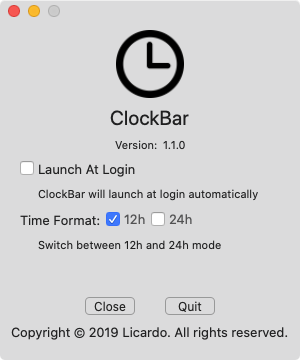 ClockBar
Version: 1.1.0
Launch At Login
ClockBar will launch at login automatically
Time Format: 12h 24h
Switch between 12h and 24h mode
Close Quit
Copyright © 2019 Licardo. All rights reserved.